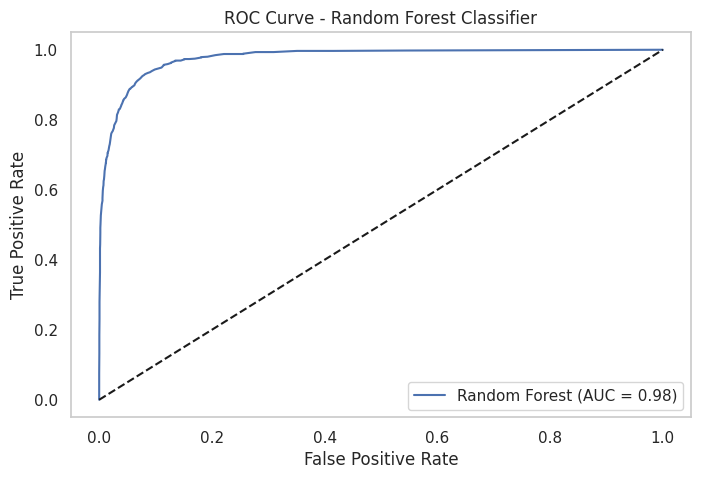 ROC Curve - Random Forest Classifier
True Positive Rate
1.0
0.8
0.6
0.4
0.2
0.0
Random Forest (AUC = 0.98)
0.0 0.2 0.4 0.6 0.8 1.0
False Positive Rate